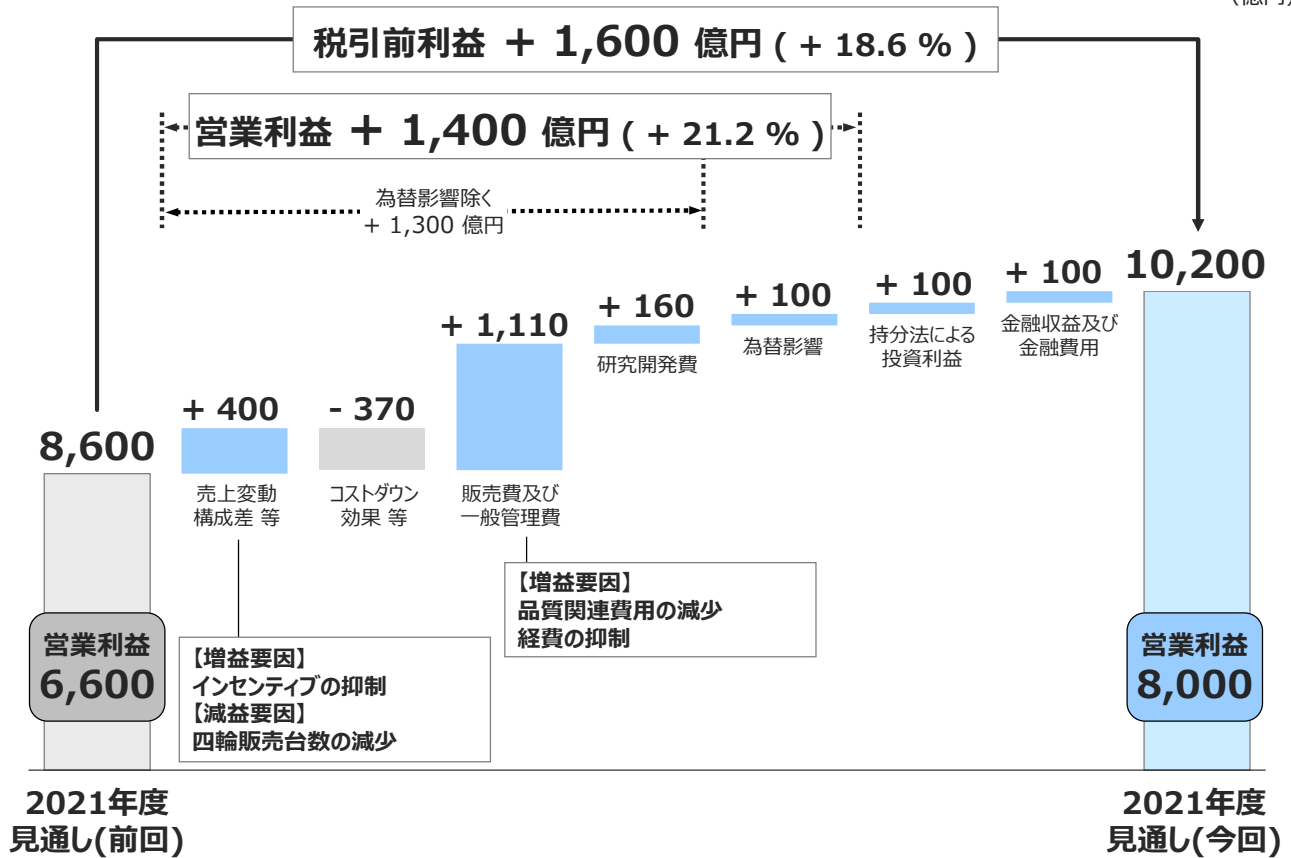 (億円)
税引前利益 + 1,600 億円 ( + 18.6 % )
営業利益 + 1,400 億円 ( + 21.2 % )
為替影響除く
+ 1,300 億円
8,600
+ 400
- 370
+ 1,110
+ 160
+ 100
+ 100
+ 100
10,200
売上変動
構成差 等
コストダウン
効果 等
販売費及び
一般管理費
研究開発費
為替影響
持分法による
投資利益
金融収益及び
金融費用
【増益要因】
インセンティブの抑制
【減益要因】
四輪販売台数の減少
【増益要因】
品質関連費用の減少
経費の抑制
営業利益
6,600
営業利益
8,000
2021年度
見通し(前回)
2021年度
見通し(今回)